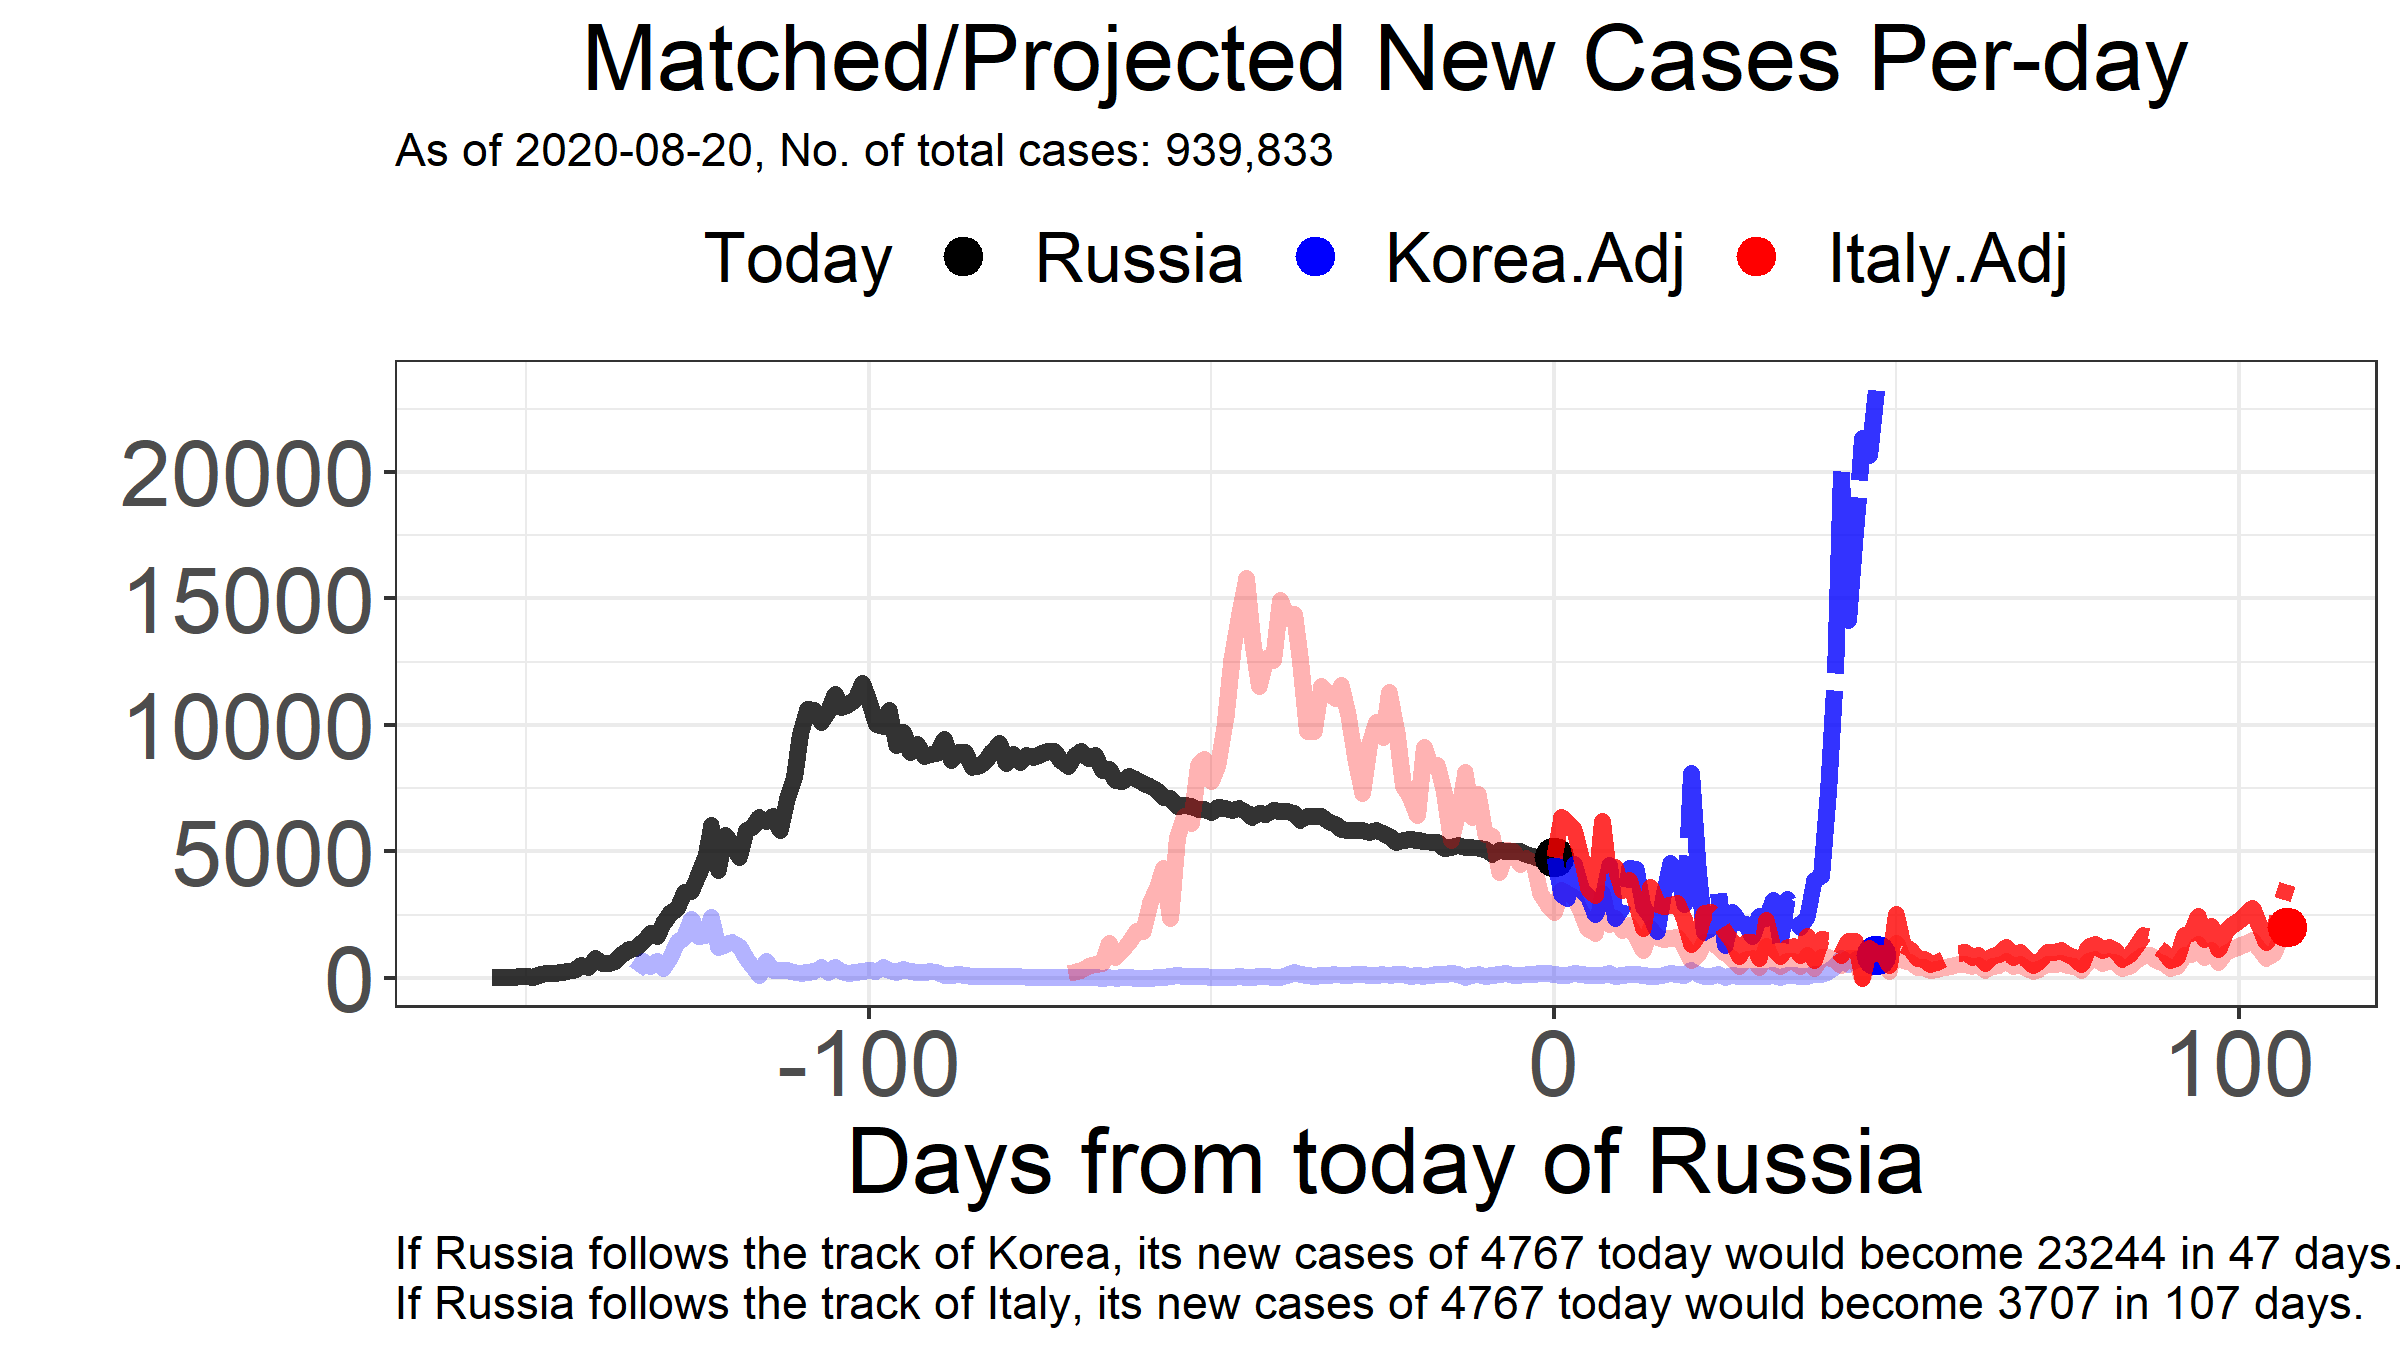 Matched/Projected New Cases Per-day
As of 2020-08-20, No. of total cases: 939,833
Today Russia Korea.Adj Italy.Adj
20000
15000
10000
5000
0
-100 0 100
Days from today of Russia
If Russia follows the track of Korea, its new cases of 4767 today would become 23244 in 47 days.
If Russia follows the track of Italy, its new cases of 4767 today would become 3707 in 107 days.